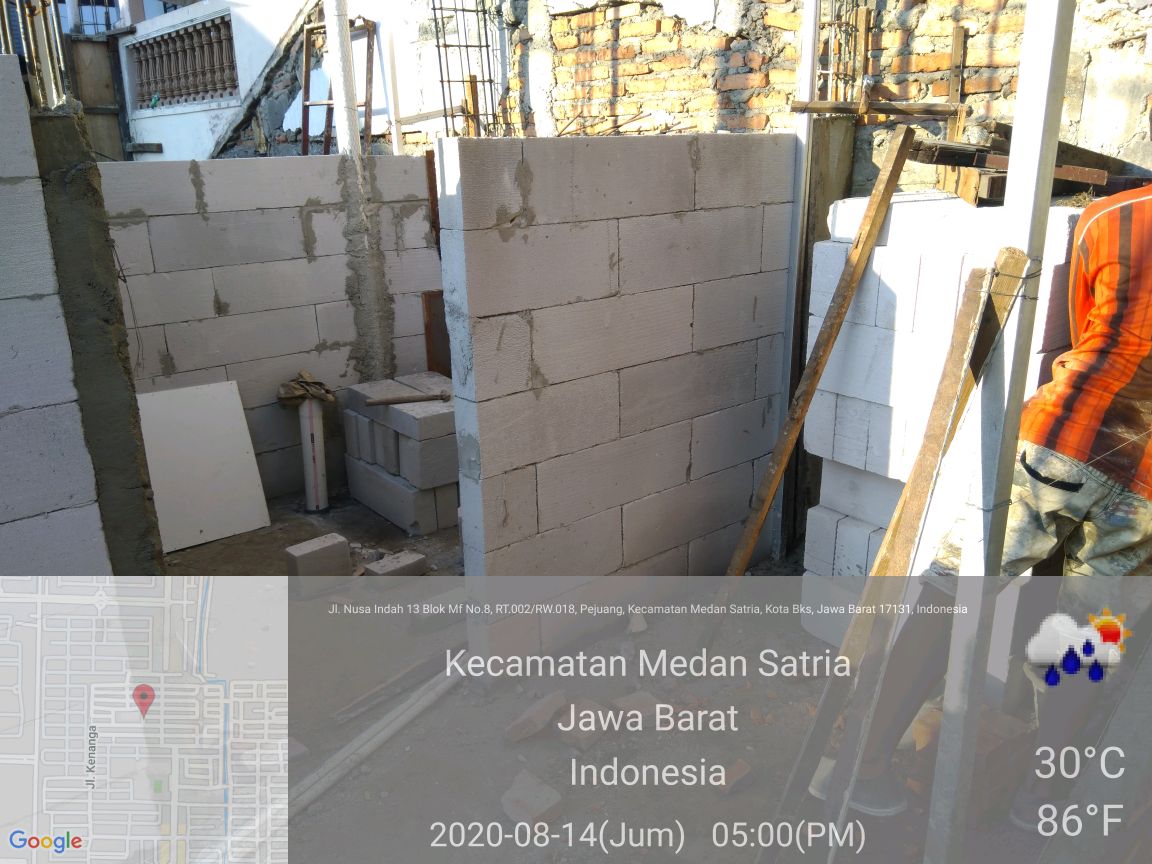 Jl. Nusa Indah 13 Blok Mf No.8, RT.002/RW.018, Pejuang, Kecamatan Medan Satria, Kota Bks, Jawa Barat 17131, Indonesia
Kecamatan Medan Satria
Jawa Barat
Indonesia
2020-08-14(Jum) 05:00(PM)
30°C
86°F
Jl. Kenanga
Google